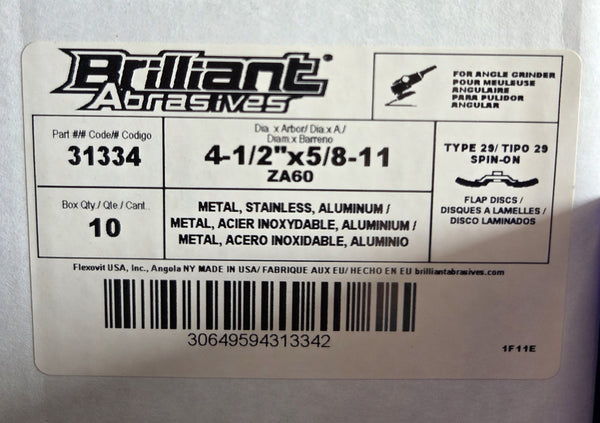 Brilliant®
Abrasives
FOR ANGLE GRINDER
POUR MEULEUSE
ANGULAIRE
PARA PULIDOR
ANGULAR
Part #/# Code/# Codigo
31334
Dia. x Arbor/ Dia.x A./
Diam.x Barreno
4-1/2"x5/8-11
ZA60
TYPE 29/ TIPO 29
SPIN-ON
FLAP DISCS /
DISQUES A LAMELLES /
DISCO LAMINADOS
Box Qty./ Qte./ Cant.
10
METAL, STAINLESS, ALUMINUM /
METAL, ACIER INOXYDABLE, ALUMINIUM /
METAL, ACERO INOXIDABLE, ALUMINIO
Flexovit USA, Inc., Angola NY MADE IN USA/ FABRIQUE AUX EU/ HECHO EN EU brilliantabrasives.com
30649594313342
1F11E